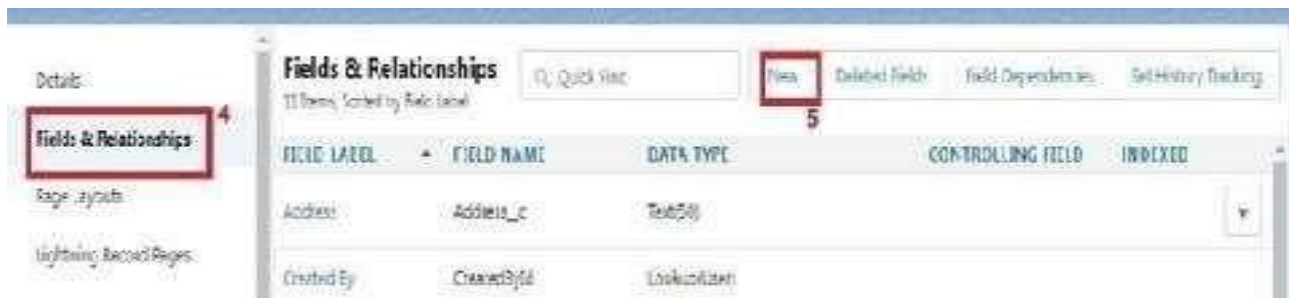 Details
Fields & Relationships
4
Page Layouts
Lightning Record Pages
Fields & Relationships
Items, Sorted by Field Label
Quick Find
New
Deleted Fields
Field Dependencies
Set History Tracking
5
FIELD LABEL FIELD NAME DATA TYPE CONTROLLING FIELD INDEXED
Address Address_c
Created By CreatedById Lookup(User)